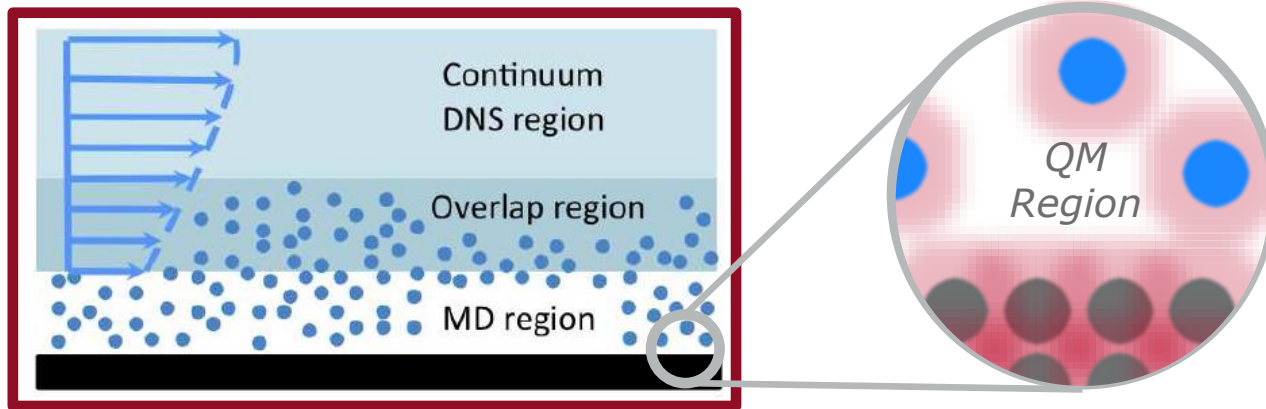 Continuum
DNS region
Overlap region
MD region
QM
Region